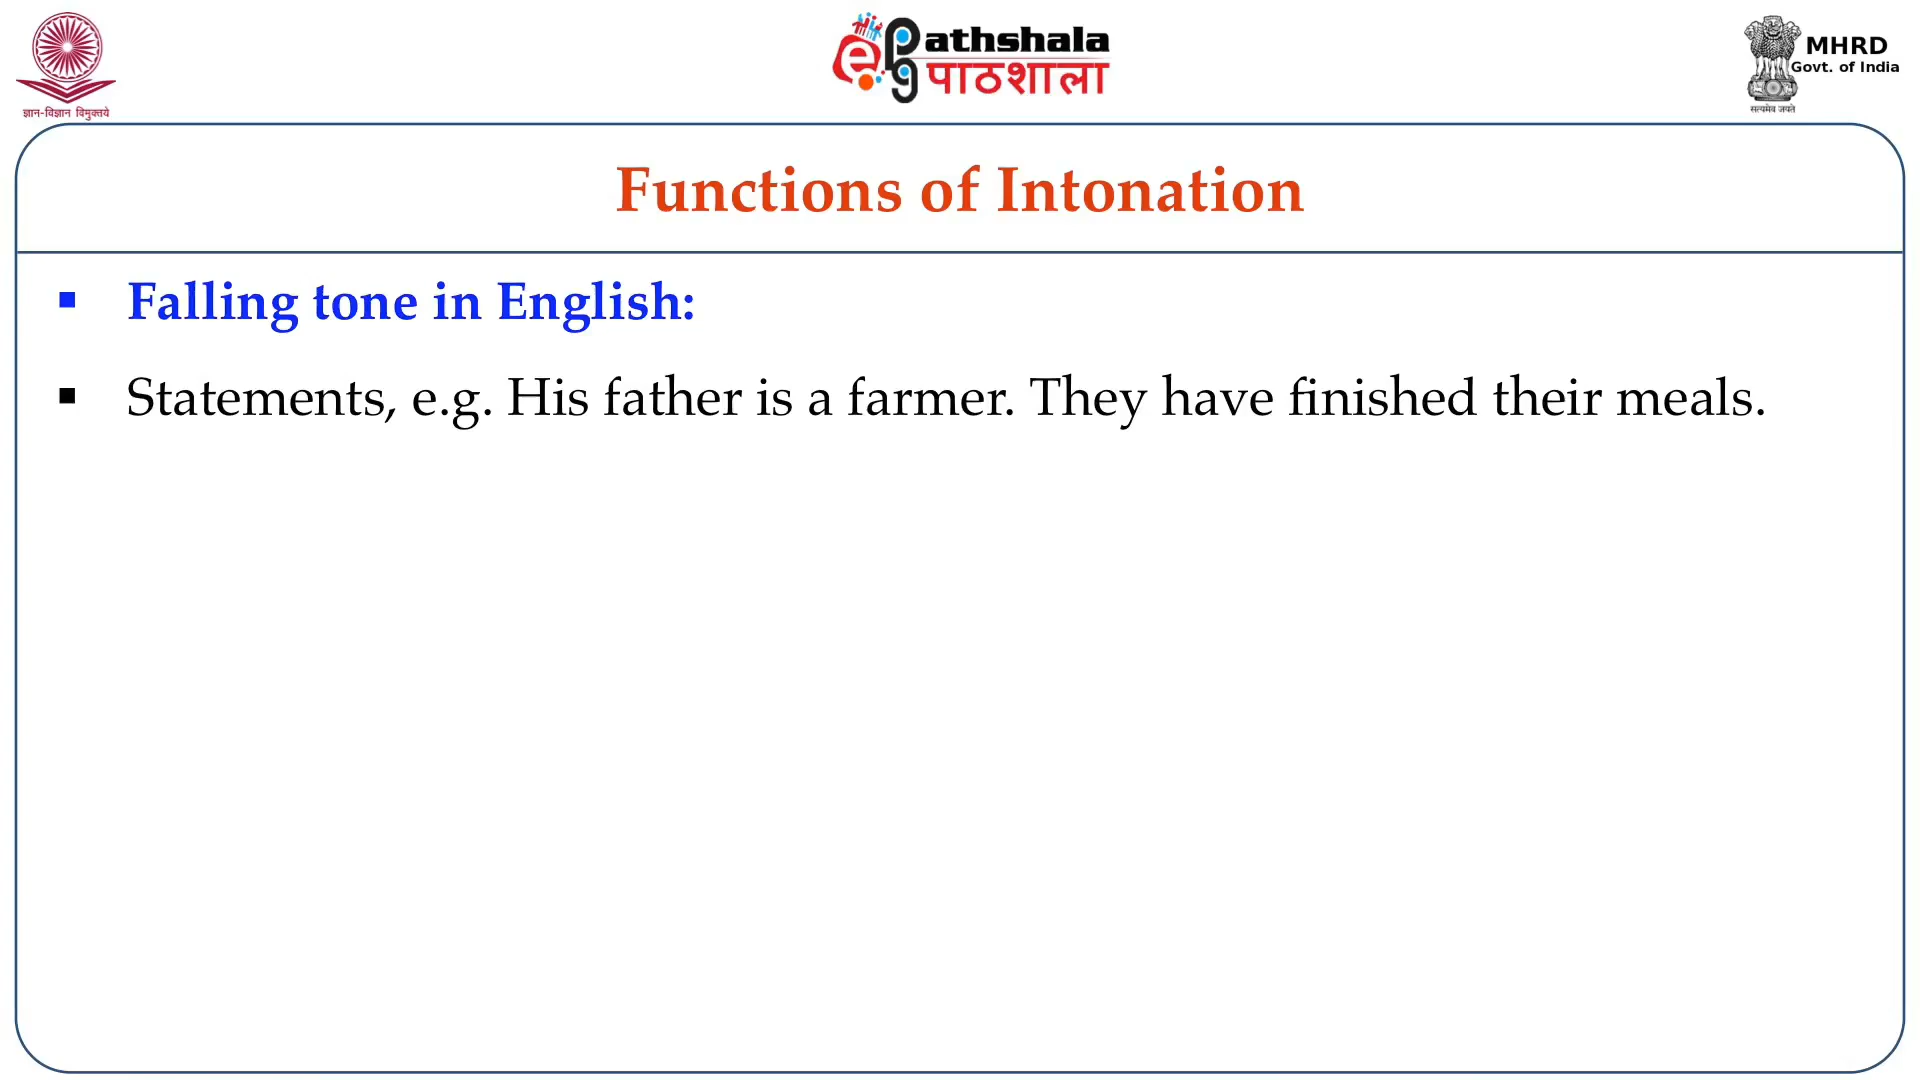 ज्ञान-विज्ञान विमुक्तये
ePathshala
पाठशाला
MHRD
Govt. of India
सत्यमेव जयते
Functions of Intonation
▪ Falling tone in English:
▪ Statements, e.g. His father is a farmer. They have finished their meals.